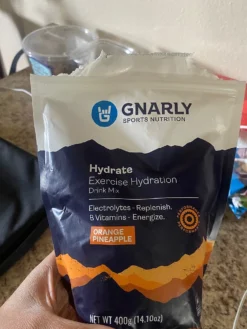 GNARLY
SPORTS NUTRITION
Hydrate
Exercise Hydration
Drink Mix
Electrolytes · Replenish.
B Vitamins · Energize.
ORANGE
PINEAPPLE
NET WT 400g (14.10oz)